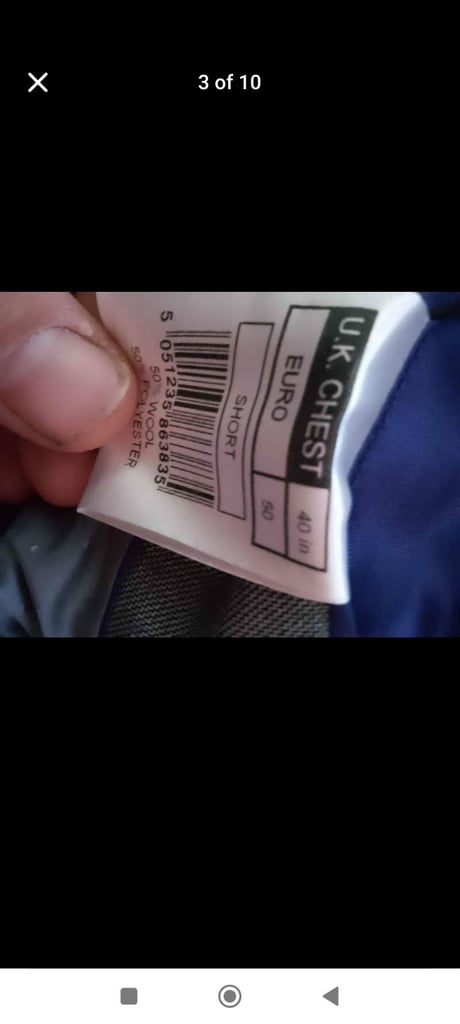 3 of 10
U.K. CHEST 40 in
EURO 50
SHORT
5 051235 863835
50% WOOL
50% POLYESTER